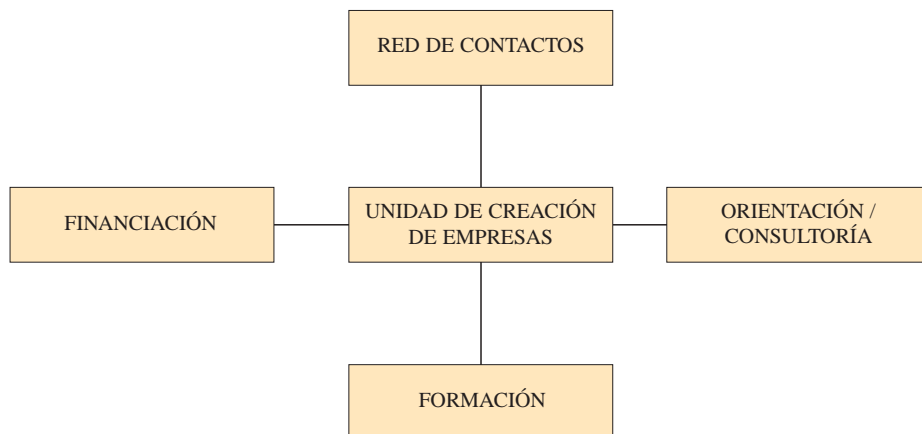 RED DE CONTACTOS
FINANCIACIÓN
UNIDAD DE CREACIÓN
DE EMPRESAS
ORIENTACIÓN /
CONSULTORÍA
FORMACIÓN